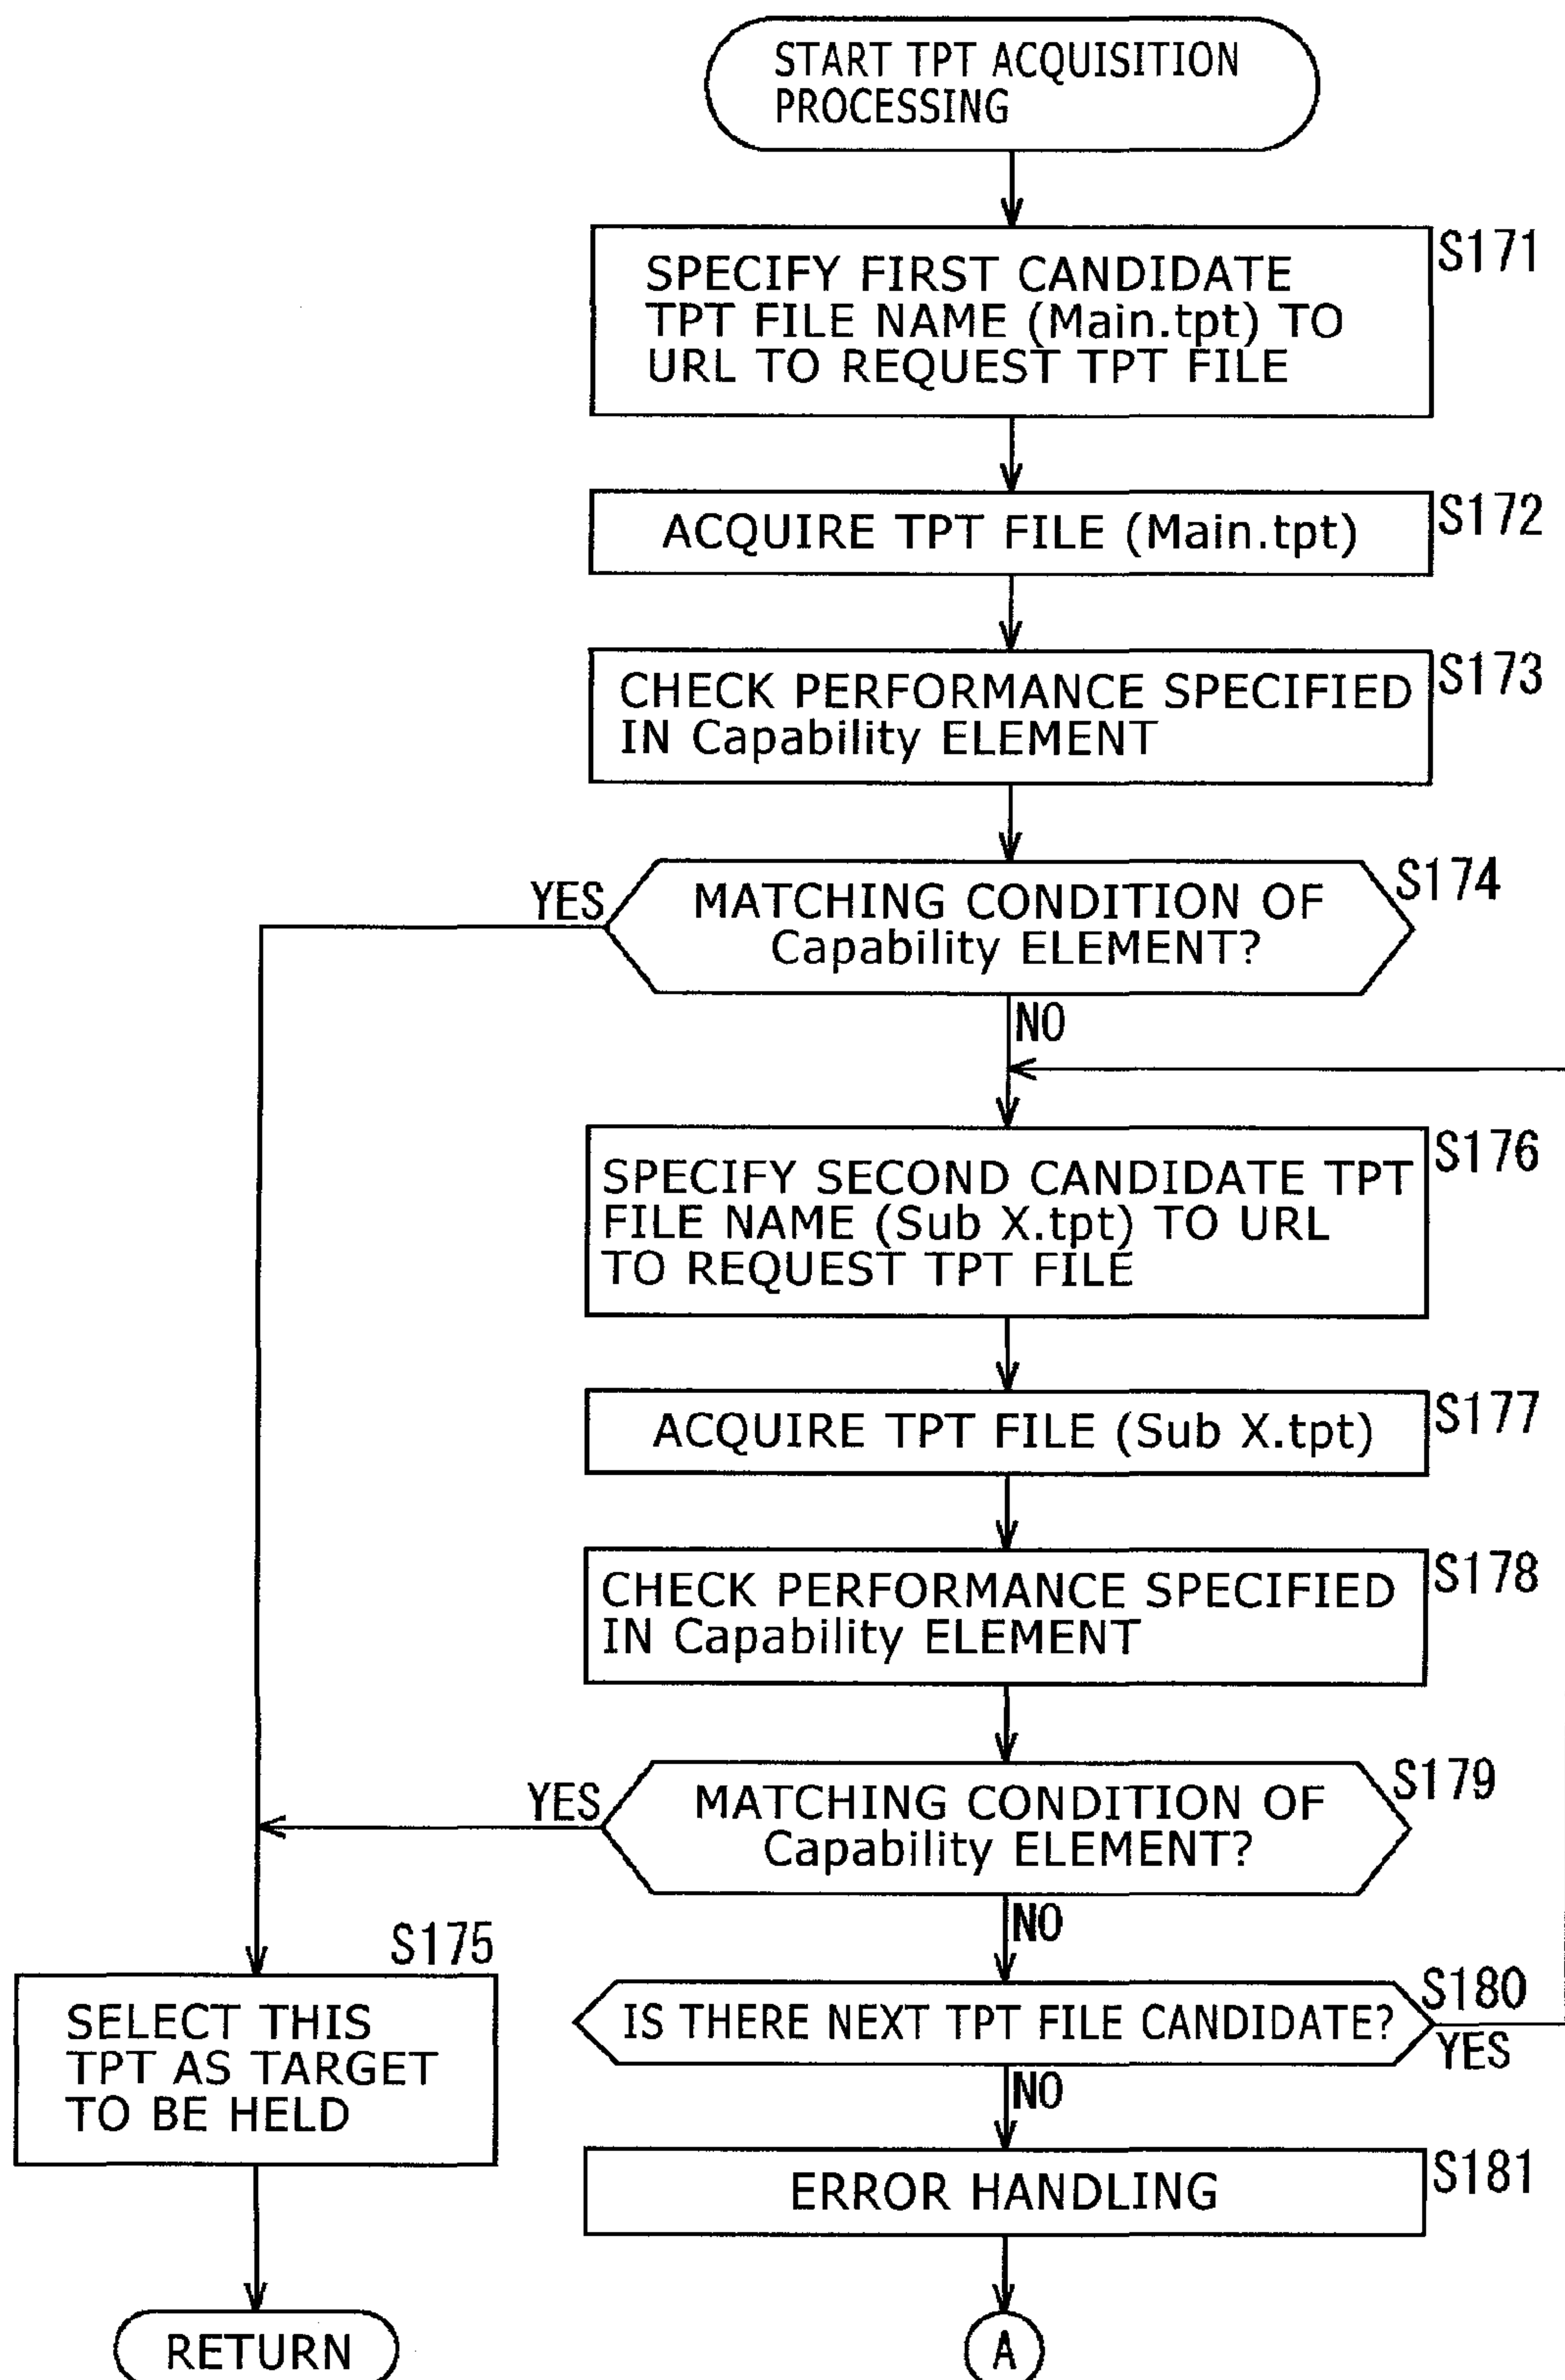 START TPT ACQUISITION
PROCESSING
S171
SPECIFY FIRST CANDIDATE
TPT FILE NAME (Main.tpt) TO
URL TO REQUEST TPT FILE
S172
ACQUIRE TPT FILE (Main.tpt)
S173
CHECK PERFORMANCE SPECIFIED
IN Capability ELEMENT
S174
YES
MATCHING CONDITION OF
Capability ELEMENT?
NO
S176
SPECIFY SECOND CANDIDATE TPT
FILE NAME (Sub X.tpt) TO URL
TO REQUEST TPT FILE
S177
ACQUIRE TPT FILE (Sub X.tpt)
S178
CHECK PERFORMANCE SPECIFIED
IN Capability ELEMENT
S179
YES
MATCHING CONDITION OF
Capability ELEMENT?
NO
S175
SELECT THIS
TPT AS TARGET
TO BE HELD
S180
IS THERE NEXT TPT FILE CANDIDATE?
YES
NO
S181
ERROR HANDLING
RETURN
A